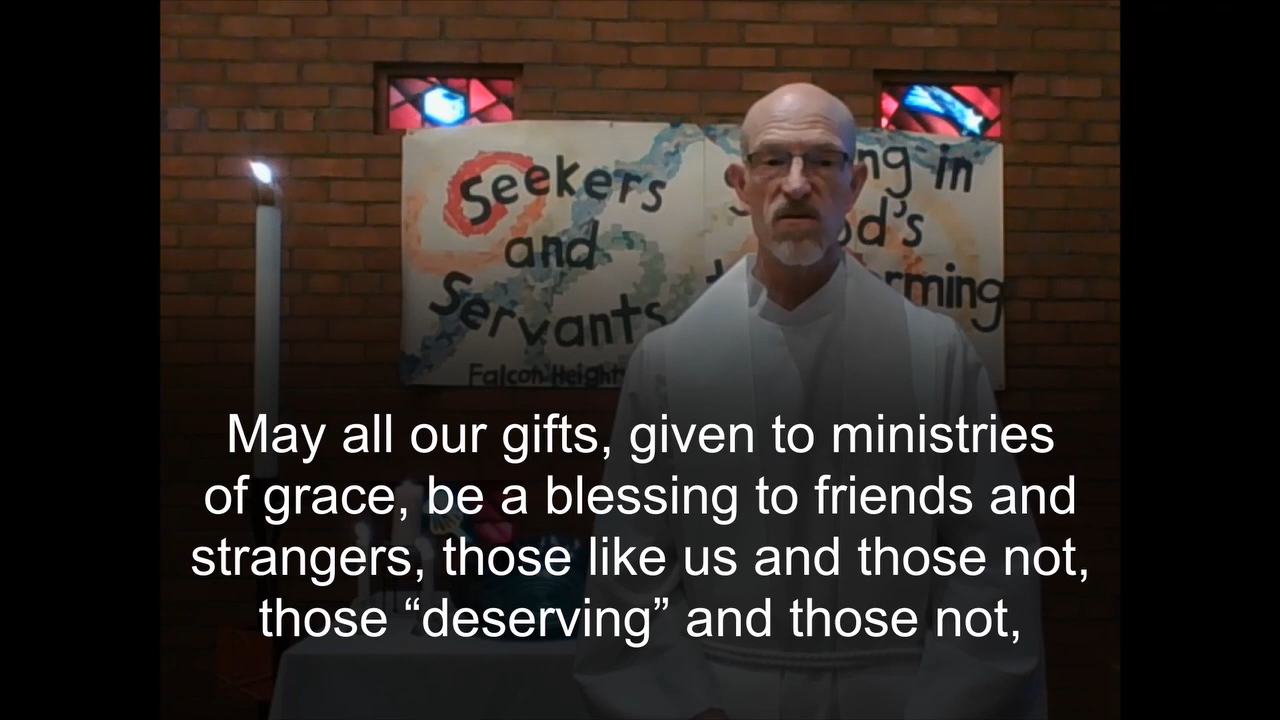 Seekers
and
Servants
Falcon Height
ng in
d's
rming
May all our gifts, given to ministries
of grace, be a blessing to friends and
strangers, those like us and those not,
those “deserving” and those not,